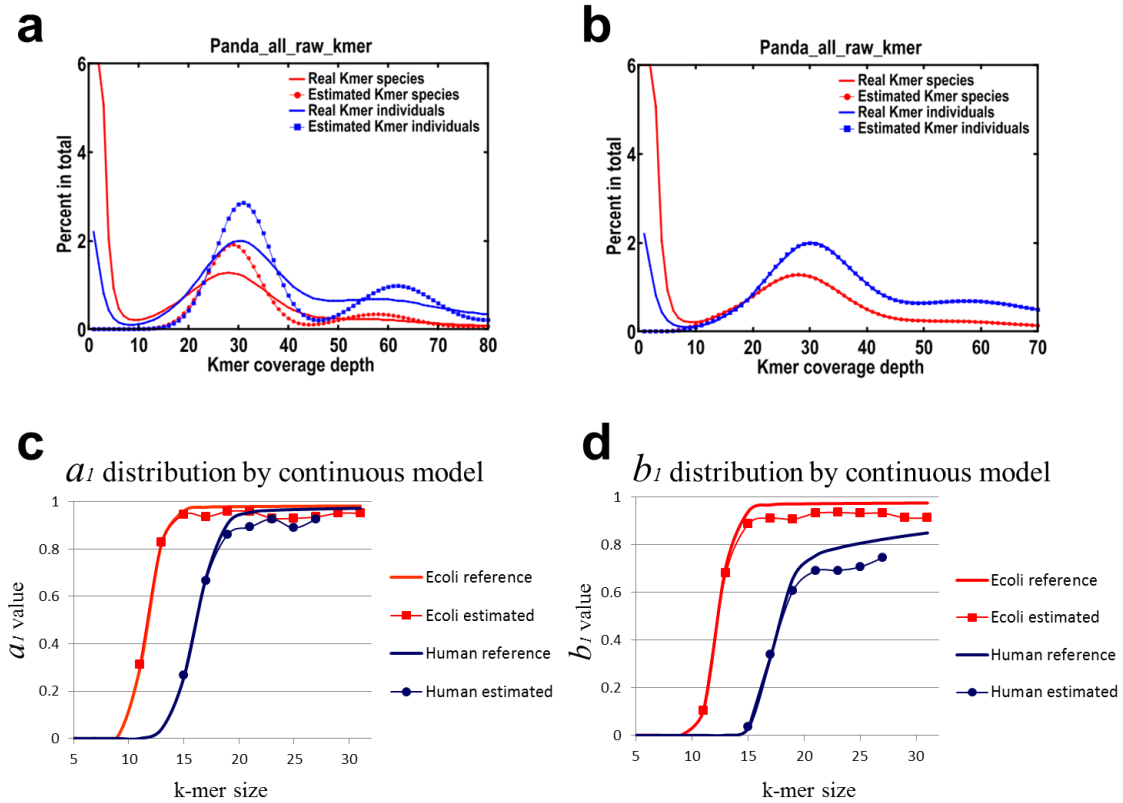 a
Panda_all_raw_kmer
Percent in total
6
4
2
0
Real Kmer species
Estimated Kmer species
Real Kmer individuals
Estimated Kmer individuals
0 10 20 30 40 50 60 70 80
Kmer coverage depth
b
Panda_all_raw_kmer
Percent in total
6
4
2
0
Real Kmer species
Estimated Kmer species
Real Kmer individuals
Estimated Kmer individuals
0 10 20 30 40 50 60 70
Kmer coverage depth
c
a1 distribution by continuous model
a1 value
1
0.8
0.6
0.4
0.2
0
5 10 15 20 25 30
k-mer size
Ecoli reference
Ecoli estimated
Human reference
Human estimated
d
b1 distribution by continuous model
b1 value
1
0.8
0.6
0.4
0.2
0
5 10 15 20 25 30
k-mer size
Ecoli reference
Ecoli estimated
Human reference
Human estimated